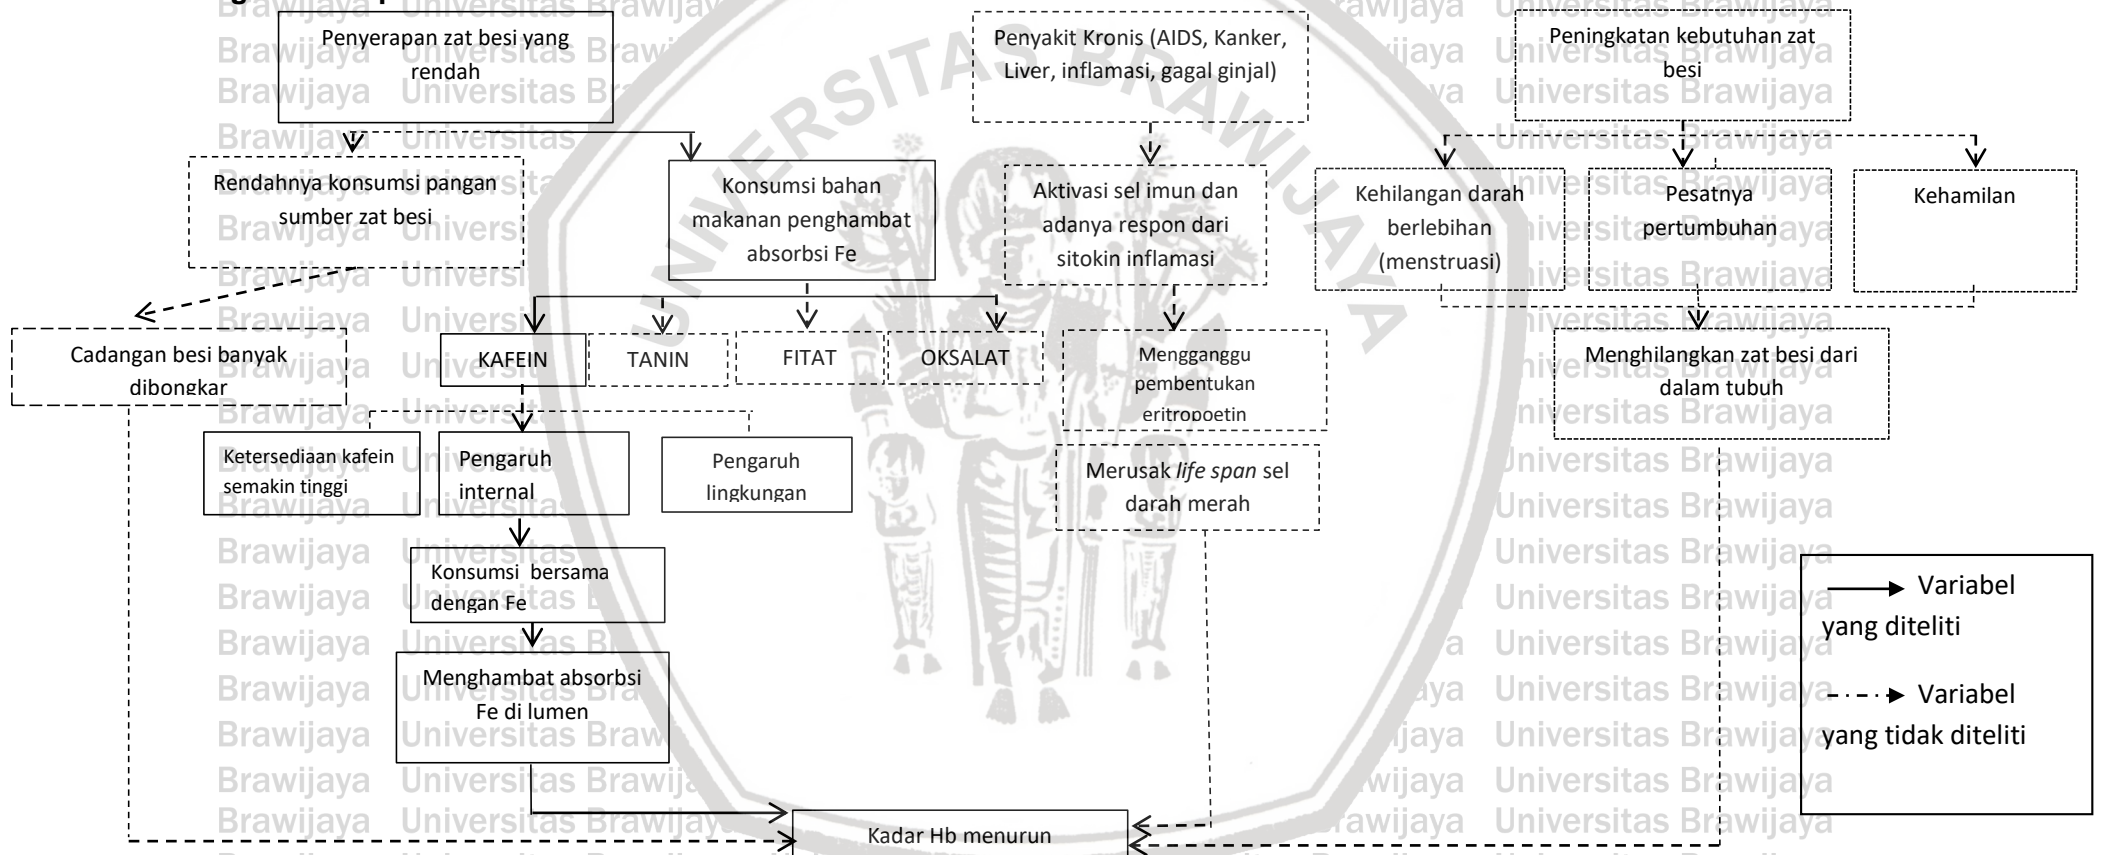 Penyerapan zat besi yang
rendah
Penyakit Kronis (AIDS, Kanker,
Liver, inflamasi, gagal ginjal)
Peningkatan kebutuhan zat
besi
Rendahnya konsumsi pangan
sumber zat besi
Konsumsi bahan
makanan penghambat
absorbsi Fe
Aktivasi sel imun dan
adanya respon dari
sitokin inflamasi
Kehilangan darah
berlebihan
(menstruasi)
Pesatnya
pertumbuhan
Kehamilan
Cadangan besi banyak
dibongkar
KAFEIN
TANIN
FITAT
OKSALAT
Mengganggu
pembentukan
eritropoetin
Menghilangkan zat besi dari
dalam tubuh
Ketersediaan kafein
semakin tinggi
Pengaruh
internal
Pengaruh
lingkungan
Merusak life span sel
darah merah
Konsumsi bersama
dengan Fe
Menghambat absorbsi
Fe di lumen
Kadar Hb menurun
Variabel
yang diteliti
Variabel
yang tidak diteliti
UNIVERSITAS BRAWIJAYA